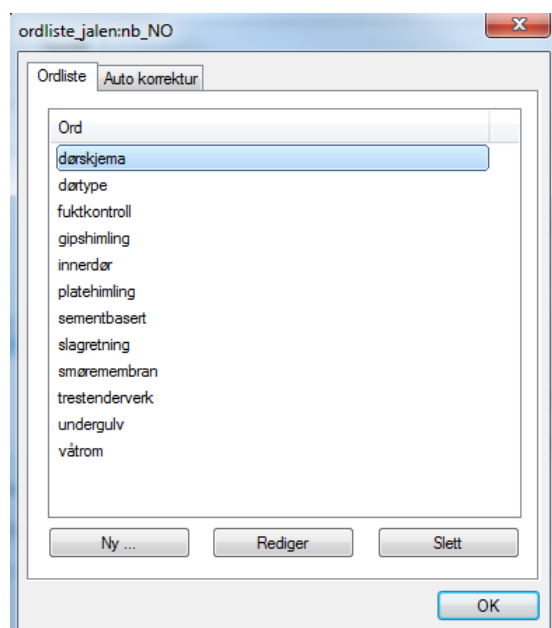 ordliste_jalen:nb_NO
Ordliste Auto korrektur
Ord
dørskjema
dørtype
fuktkontroll
gipshimling
innerdør
platehimling
sementbasert
slagretning
smøremembran
trestenderverk
undergulv
våtrom
Ny ... Rediger Slett
OK